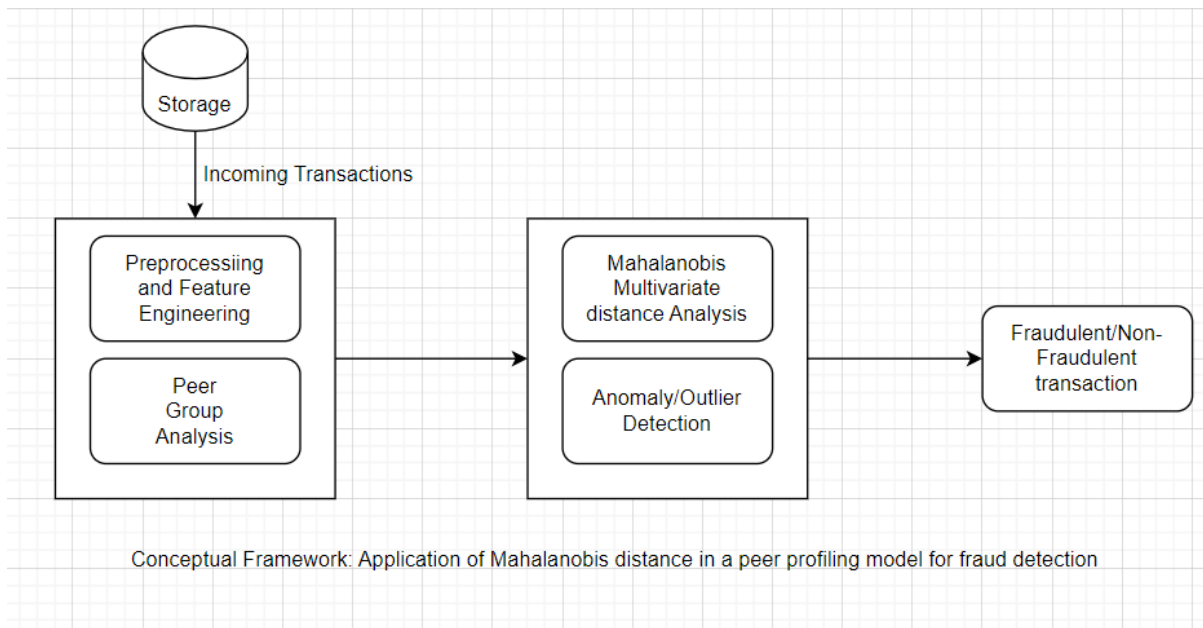 Storage
Incoming Transactions
Preprocessiing
and Feature
Engineering
Peer
Group
Analysis
Mahalanobis
Multivariate
distance Analysis
Anomaly/Outlier
Detection
Fraudulent/Non-
Fraudulent
transaction
Conceptual Framework: Application of Mahalanobis distance in a peer profiling model for fraud detection